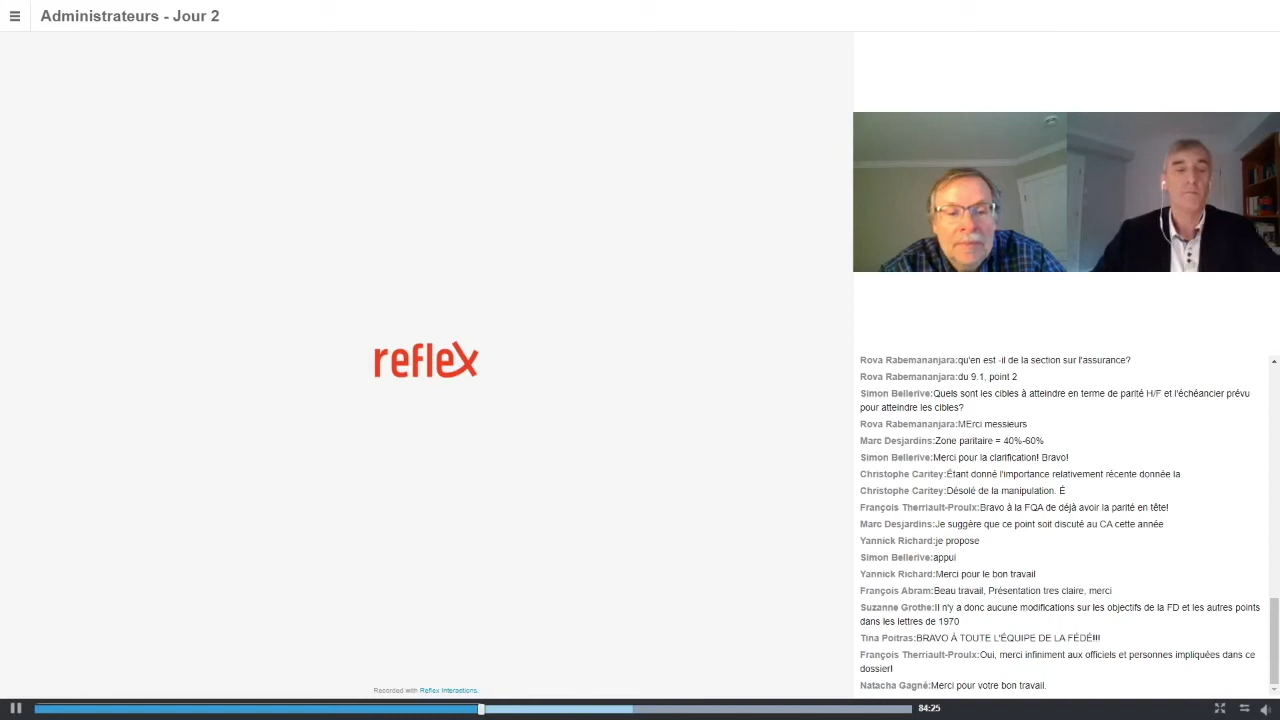 Administrateurs - Jour 2
reflex
Rova Rabemananjara:qu'en est -il de la section sur l'assurance?
Rova Rabemananjara:du 9.1, point 2
Simon Bellerive:Quels sont les cibles à atteindre en terme de parité H/F et l'échéancier prévu
pour atteindre les cibles?
Rova Rabemananjara:MErci messieurs
Marc Desjardins:Zone paritaire = 40%-60%
Simon Bellerive:Merci pour la clarification! Bravo!
Christophe Caritey:Étant donné l'importance relativement récente donnée la
Christophe Caritey:Désolé de la manipulation. É
François Therriault-Proulx:Bravo à la FQA de déjà avoir la parité en tête!
Marc Desjardins:Je suggère que ce point soit discuté au CA cette année
Yannick Richard:je propose
Simon Bellerive:appui
Yannick Richard:Merci pour le bon travail
François Abram:Beau travail, Présentation tres claire, merci
Suzanne Grothe:Il n'y a donc aucune modifications sur les objectifs de la FD et les autres points
dans les lettres de 1970
Tina Poitras:BRAVO À TOUTE L'ÉQUIPE DE LA FÉDÉ!!!
François Therriault-Proulx:Oui, merci infiniment aux officiels et personnes impliquées dans ce
dossier!
Natacha Gagné:Merci pour votre bon travail.
Recorded with Reflex Interactions.
84:25